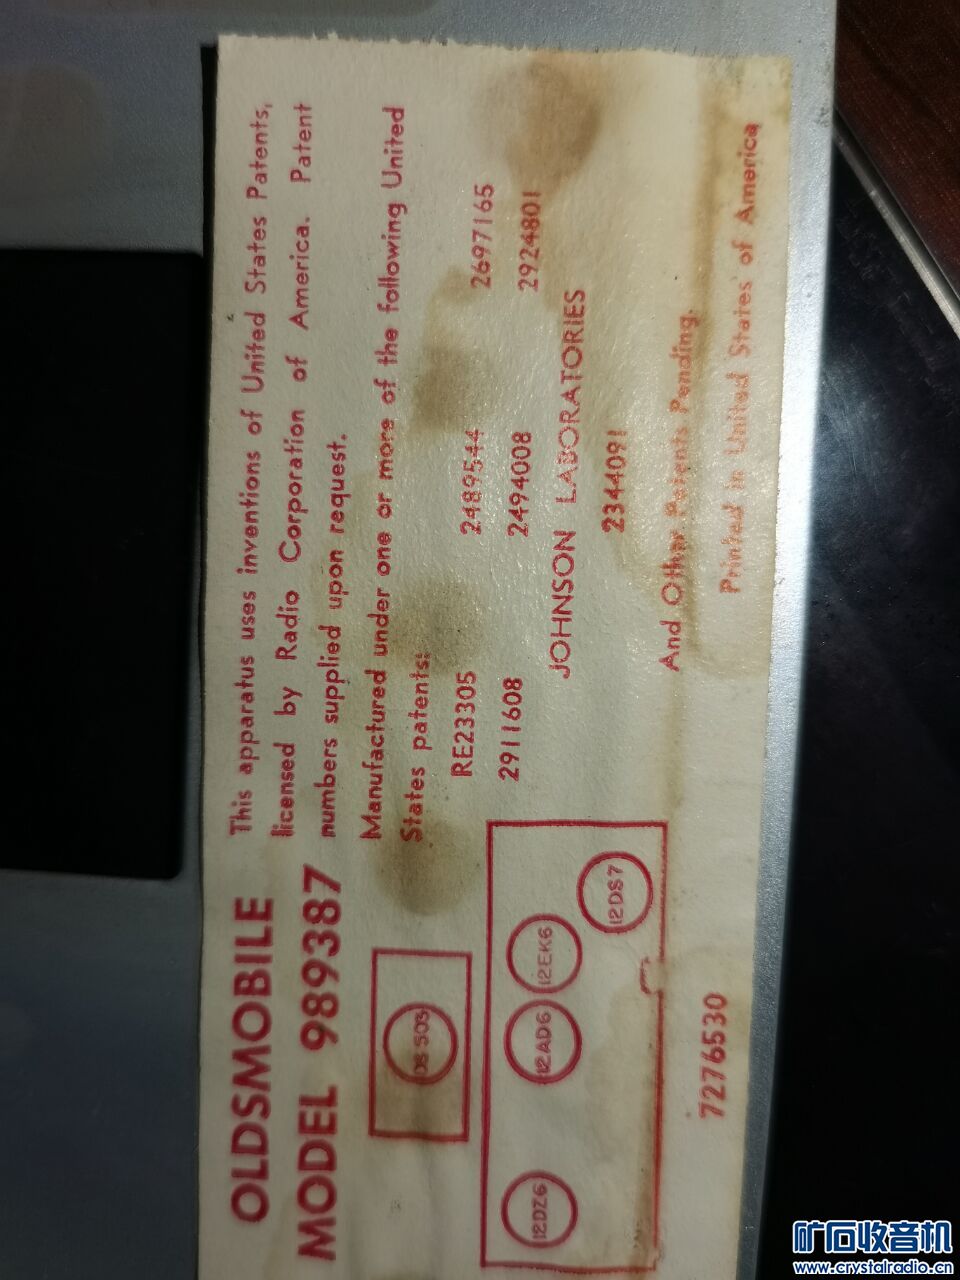 OLDSMOBILE
MODEL 989387
This apparatus uses inventions of United States Patents,
licensed by Radio Corporation of America. Patent
numbers supplied upon request.
Manufactured under one or more of the following United
States patents:
RE23305 2489544 2697165
2911608 2494008 2924801
JOHNSON LABORATORIES
2344091
And Other Patents Pending.
Printed in United States of America
DS503
12DZ6
12AD6
12EK6
12DS7
7276530
矿石收音机
www.crystalradio.cn